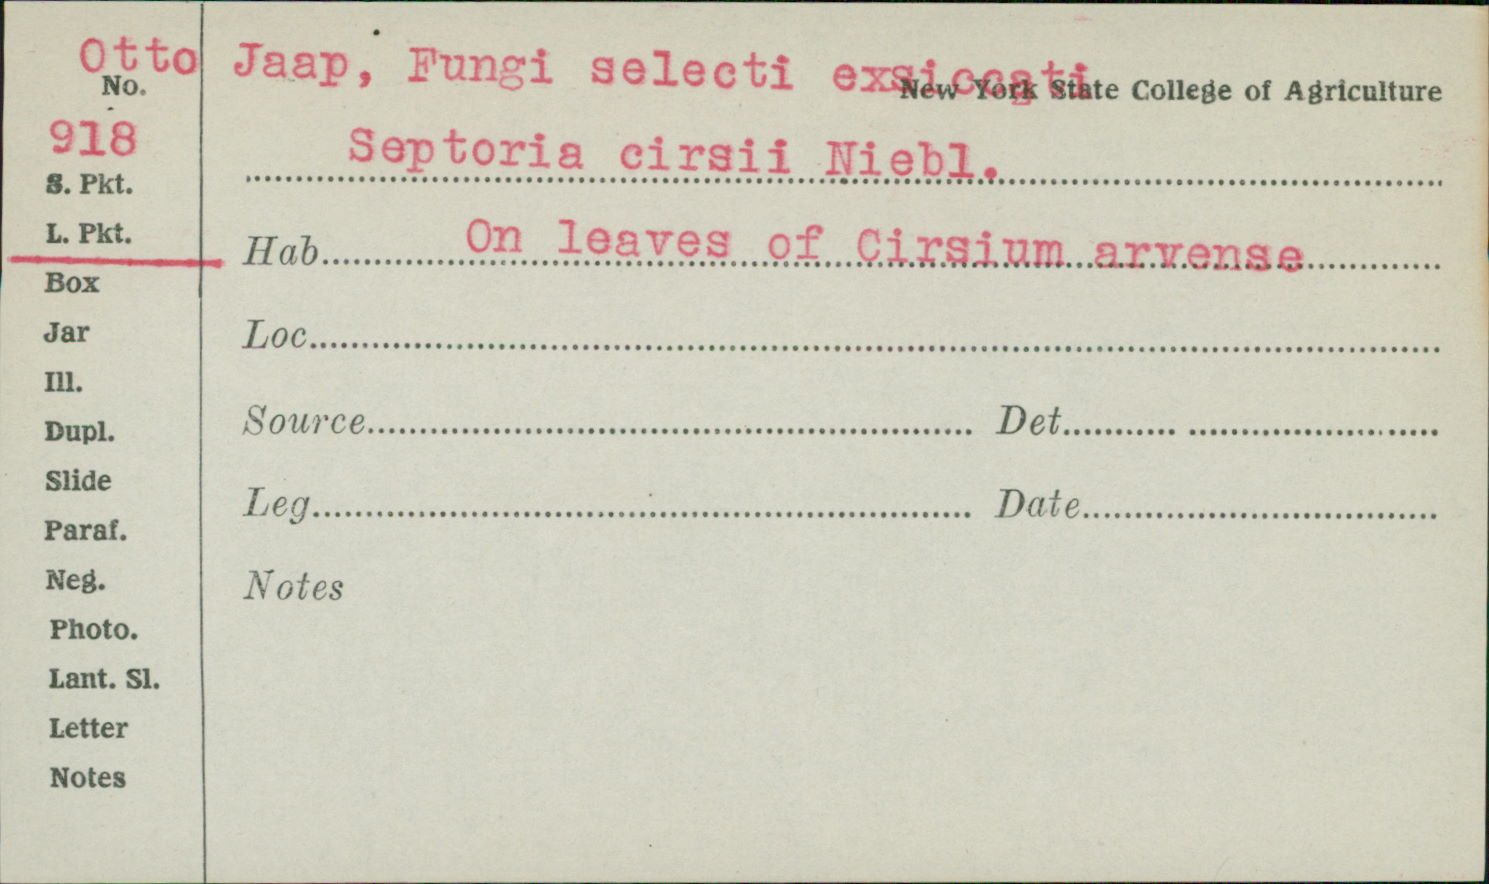 Otto Jaap, Fungi selecti exsiccati
No. New York State College of Agriculture
918 Septoria cirsii Niebl.
S. Pkt.
L. Pkt. Hab. On leaves of Cirsium arvense
Box
Jar Loc.
Ill.
Dupl. Source Det.
Slide
Leg. Date
Paraf.
Neg. Notes
Photo.
Lant. Sl.
Letter
Notes